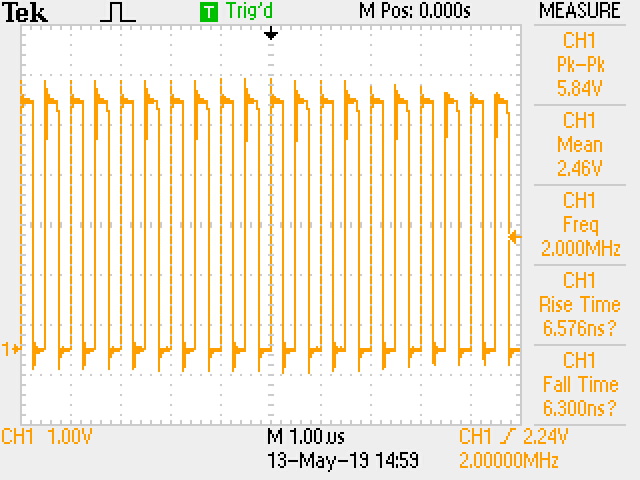 Tek T Trig'd M Pos: 0.000s MEASURE
CH1
Pk-Pk
5.84V
CH1
Mean
2.46V
CH1
Freq
2.000MHz
CH1
Rise Time
6.576ns?
CH1
Fall Time
6.300ns?
1
CH1 1.00V M 1.00us CH1 2.24V
13-May-19 14:59 2.00000MHz